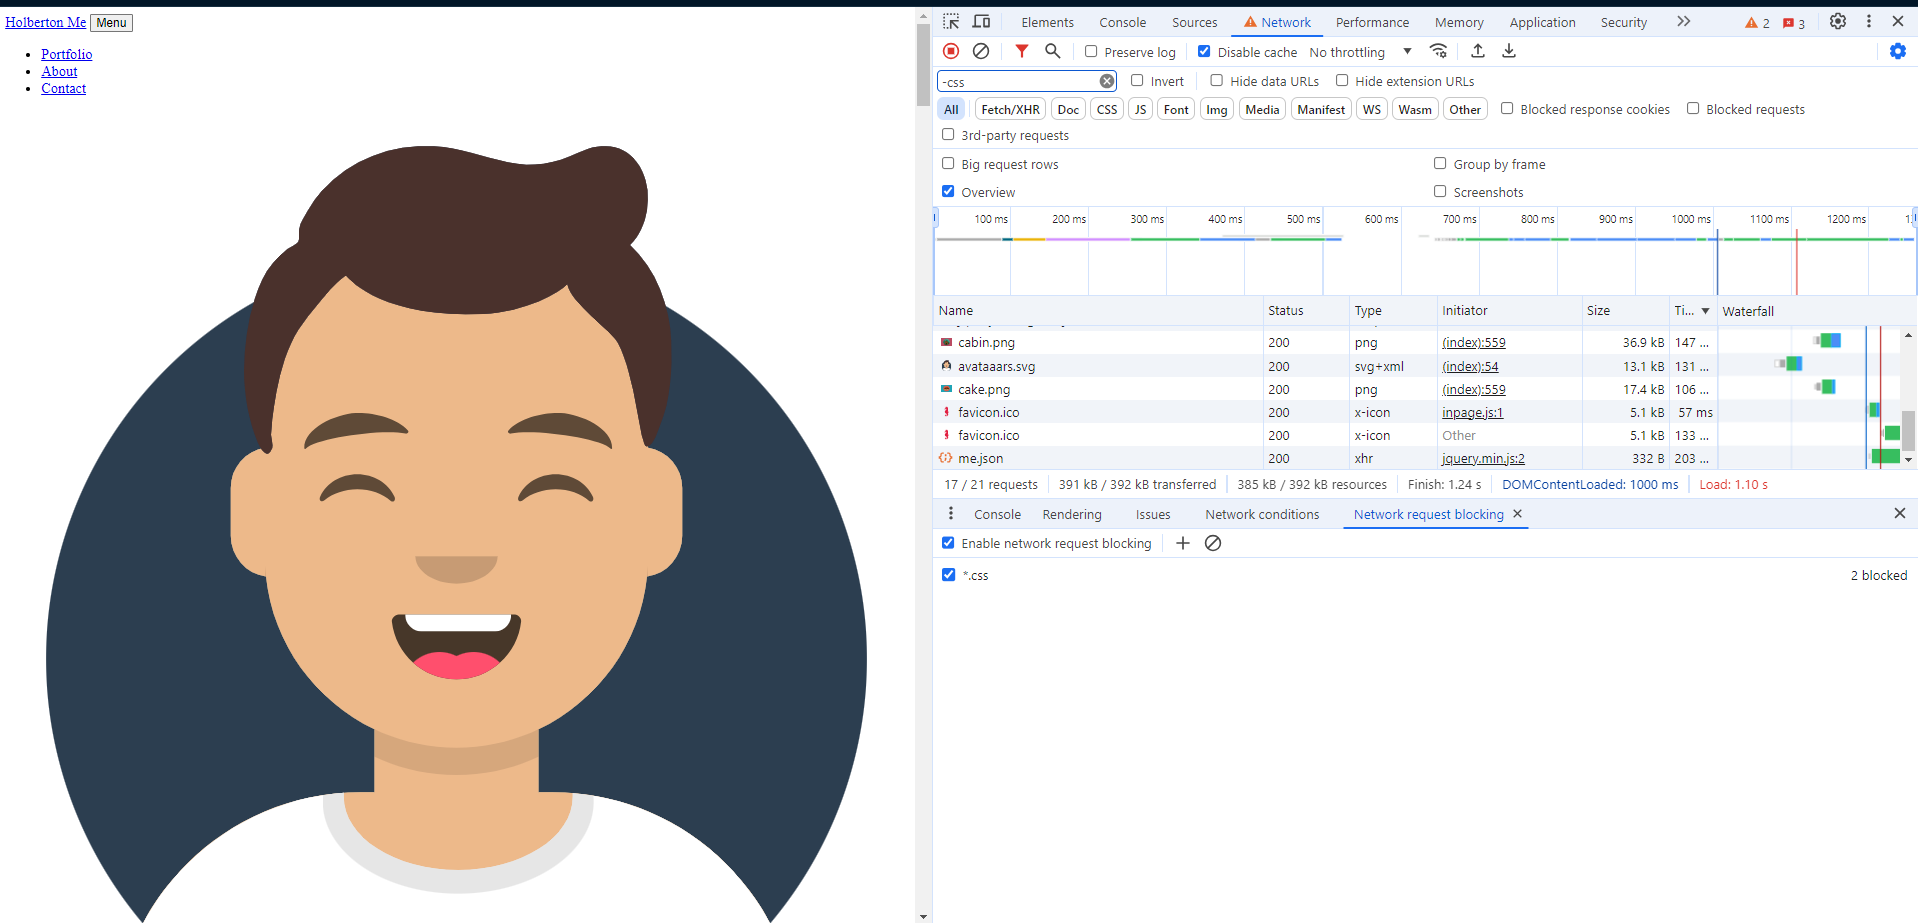 Holberton Me Menu
Portfolio
About
Contact
Elements Console Sources Network Performance Memory Application Security 2 3
Preserve log Disable cache No throttling
-css Invert Hide data URLs Hide extension URLs
All Fetch/XHR Doc CSS JS Font Img Media Manifest WS Wasm Other Blocked response cookies Blocked requests
3rd-party requests
Big request rows Group by frame
Overview Screenshots
100 ms 200 ms 300 ms 400 ms 500 ms 600 ms 700 ms 800 ms 900 ms 1000 ms 1100 ms 1200 ms
Name Status Type Initiator Size Ti... Waterfall
cabin.png 200 png (index):559 36.9 kB 147 ...
avataaars.svg 200 svg+xml (index):54 13.1 kB 131 ...
cake.png 200 png (index):559 17.4 kB 106 ...
favicon.ico 200 x-icon inpage.js:1 5.1 kB 57 ms
favicon.ico 200 x-icon Other 5.1 kB 133 ...
me.json 200 xhr jquery.min.js:2 332 B 203 ...
17 / 21 requests 391 kB / 392 kB transferred 385 kB / 392 kB resources Finish: 1.24 s DOMContentLoaded: 1000 ms Load: 1.10 s
Console Rendering Issues Network conditions Network request blocking
Enable network request blocking
*.css 2 blocked